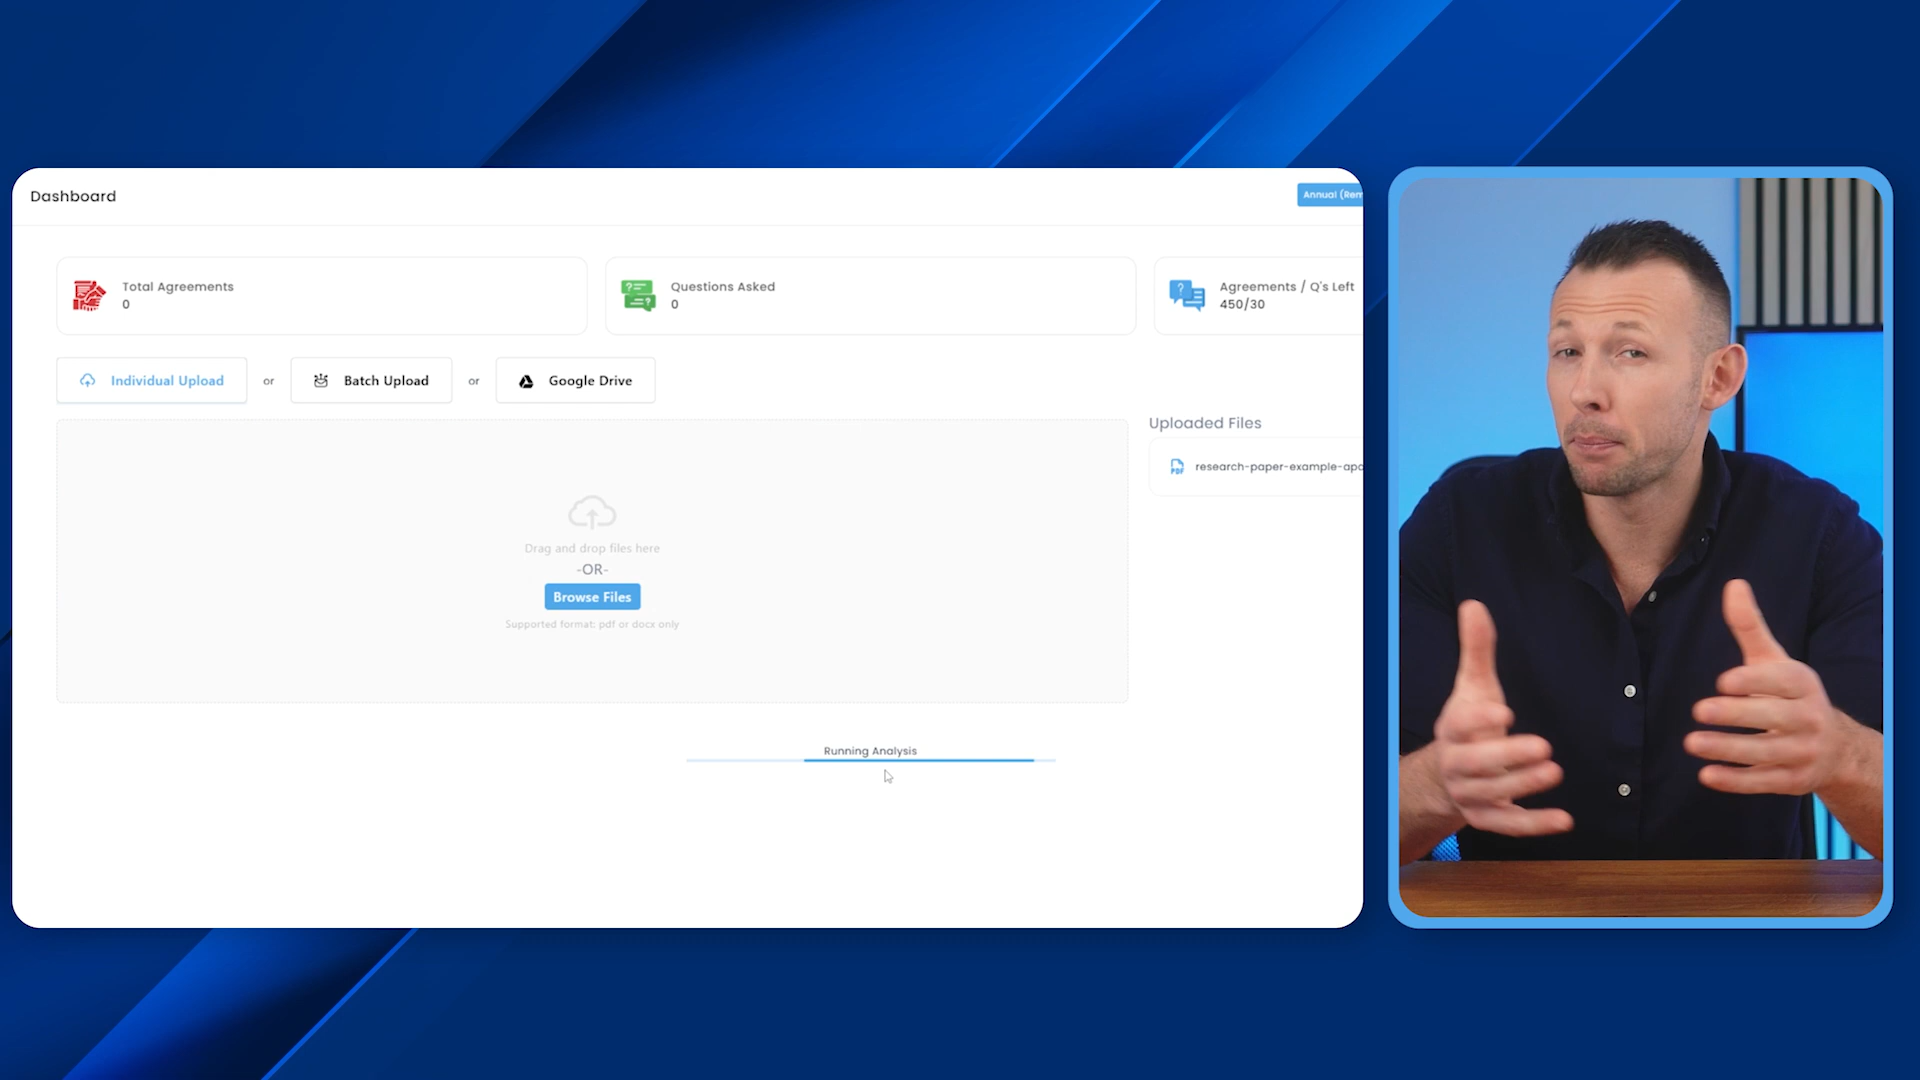 Dashboard
Annual (Rem
Total Agreements
0
Questions Asked
0
Agreements / Q's Left
450/30
Individual Upload
or
Batch Upload
or
Google Drive
Uploaded Files
PDF
research-paper-example-apa
Drag and drop files here
-OR-
Browse Files
Supported format: pdf or docx only
Running Analysis